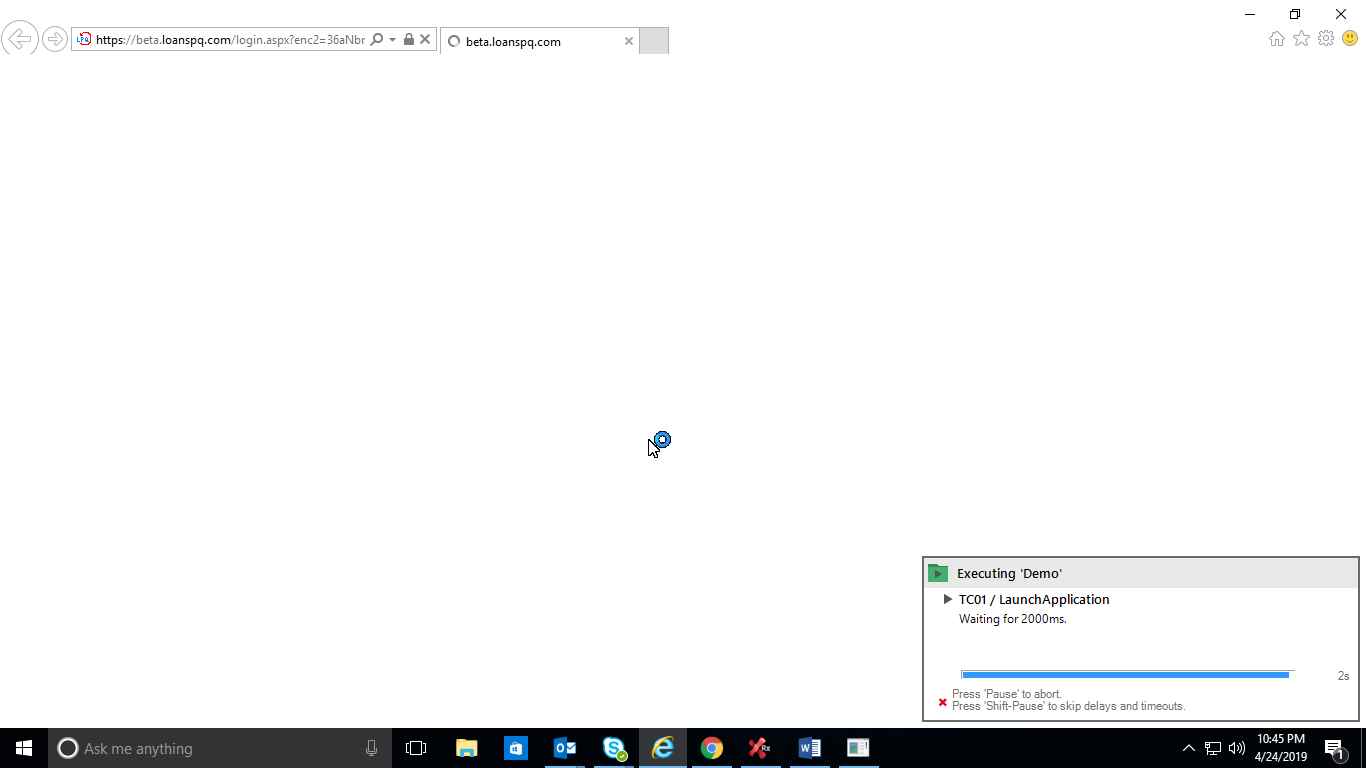 https://beta.loanspq.com/login.aspx?enc2=36aNbr
beta.loanspq.com
Executing 'Demo'
TC01 / LaunchApplication
Waiting for 2000ms.
2s
Press 'Pause' to abort.
Press 'Shift-Pause' to skip delays and timeouts.
Ask me anything
10:45 PM
4/24/2019
1